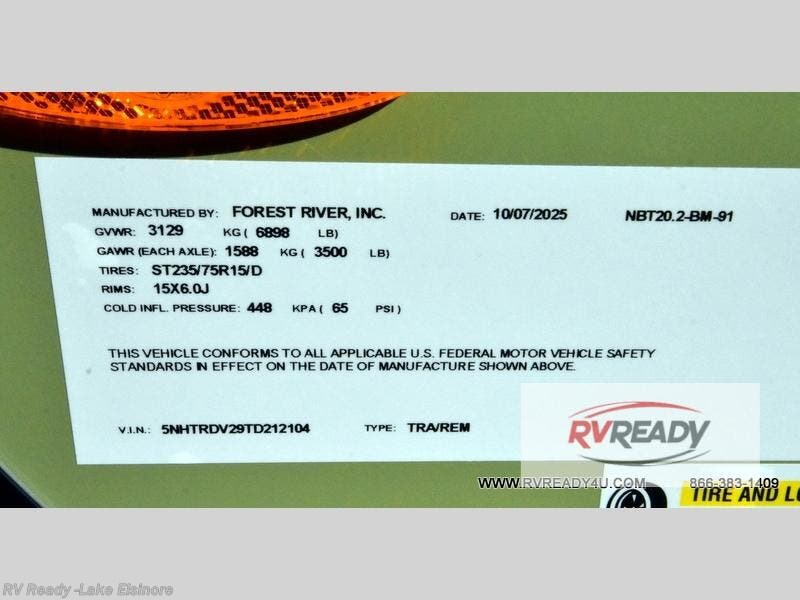 MANUFACTURED BY: FOREST RIVER, INC. DATE: 10/07/2025 NBT20.2-BM-91
GVWR: 3129 KG ( 6898 LB)
GAWR (EACH AXLE): 1588 KG ( 3500 LB)
TIRES: ST235/75R15/D
RIMS: 15X6.0J
COLD INFL. PRESSURE: 448 KPA ( 65 PSI )
THIS VEHICLE CONFORMS TO ALL APPLICABLE U.S. FEDERAL MOTOR VEHICLE SAFETY
STANDARDS IN EFFECT ON THE DATE OF MANUFACTURE SHOWN ABOVE.
V.I.N.: 5NHTRDV29TD212104 TYPE: TRA/REM
RVREADY
WWW.RVREADY4U.COM 866-383-1409
TIRE AND LO
RV Ready -Lake Elsinore